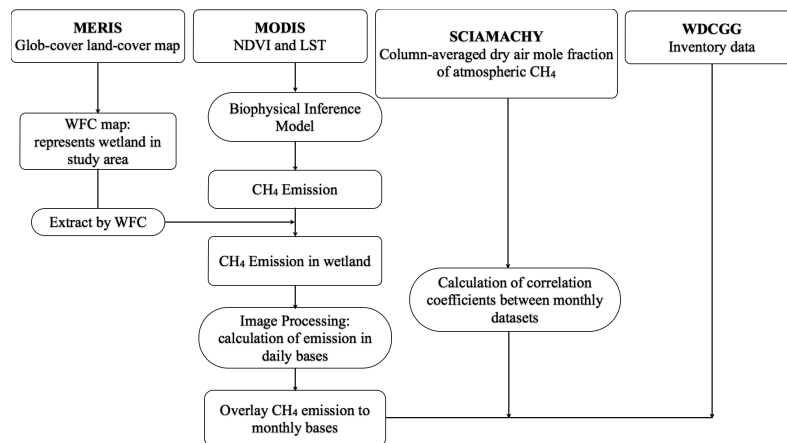 MERIS
Glob-cover land-cover map
MODIS
NDVI and LST
SCIAMACHY
Column-averaged dry air mole fraction
of atmospheric CH₄
WDCGG
Inventory data
Biophysical Inference
Model
WFC map:
represents wetland in
study area
CH₄ Emission
Extract by WFC
CH₄ Emission in wetland
Calculation of correlation
coefficients between monthly
datasets
Image Processing:
calculation of emission in
daily bases
Overlay CH₄ emission to
monthly bases